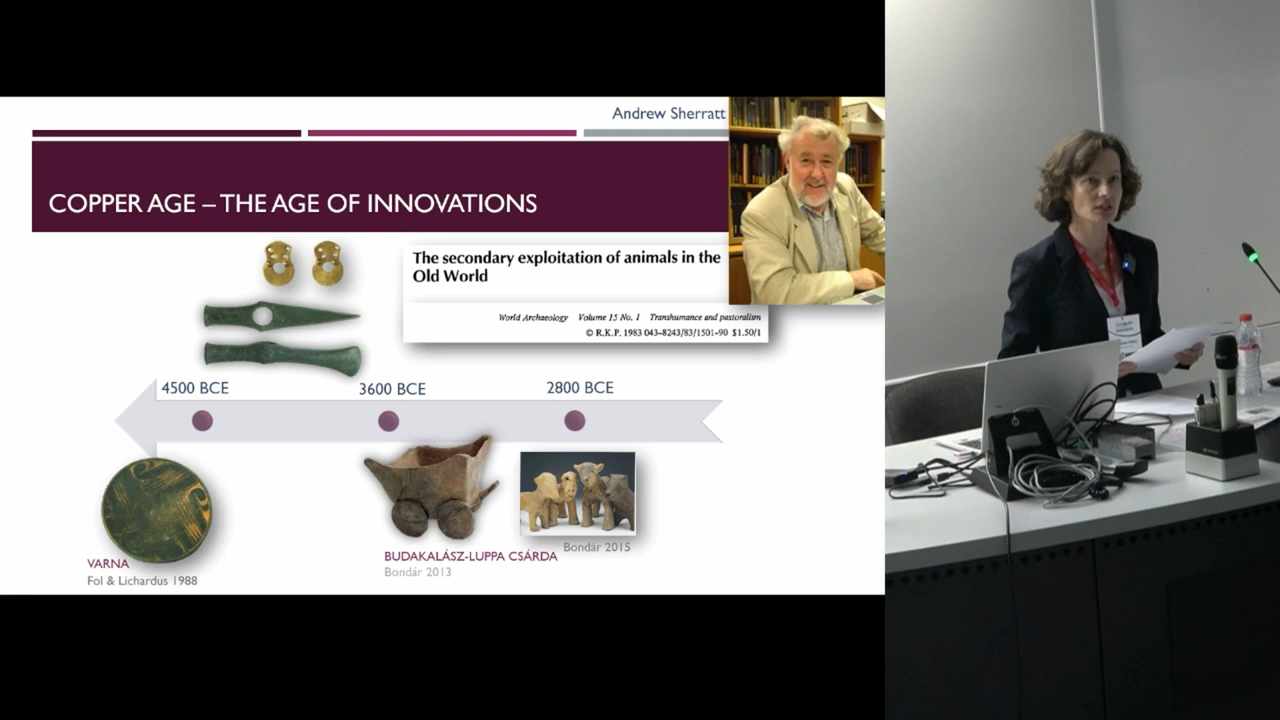 Andrew Sherratt
COPPER AGE – THE AGE OF INNOVATIONS
The secondary exploitation of animals in the
Old World
World Archaeology Volume 15 No. 1 Transhumance and pastoralism
© R.K.P. 1983 043–8243/83/1501–90 $1.50/1
4500 BCE
3600 BCE
2800 BCE
VARNA
Fol & Lichardus 1988
BUDAKALÁSZ-LUPPA CSÁRDA
Bondár 2013
Bondár 2015